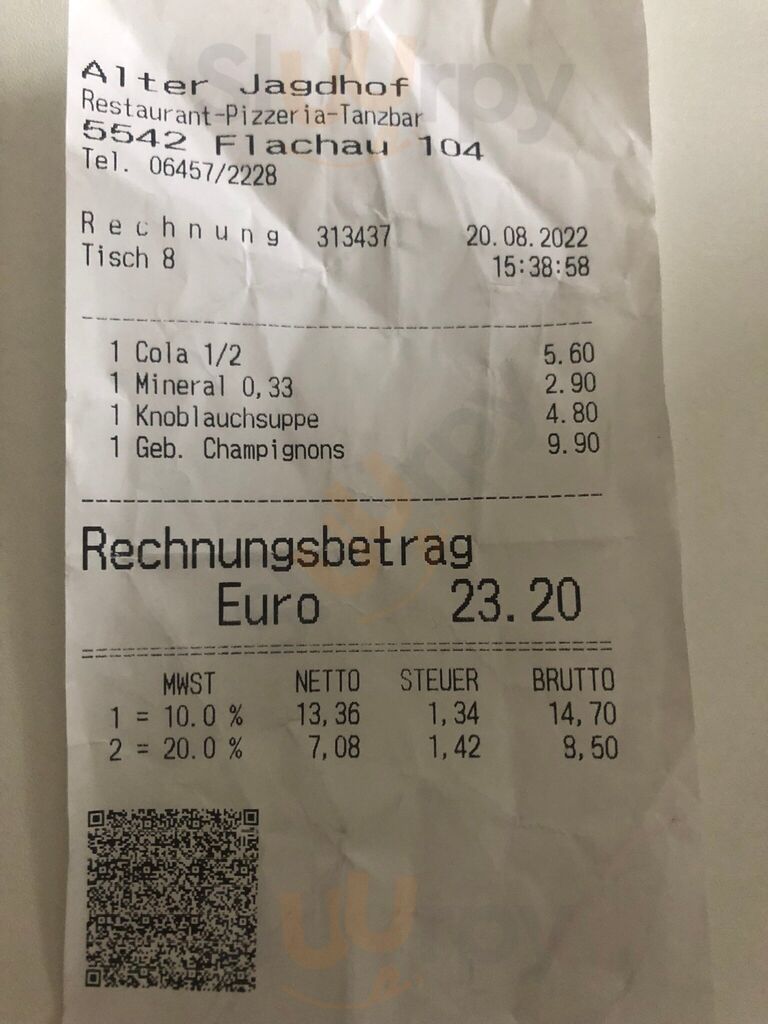 Alter Jagdhof
Restaurant-Pizzeria-Tanzbar
5542 Flachau 104
Tel. 06457/2228
Rechnung 313437 20.08.2022
Tisch 8 15:38:58
1 Cola 1/2 5.60
1 Mineral 0,33 2.90
1 Knoblauchsuppe 4.80
1 Geb. Champignons 9.90
Rechnungsbetrag
Euro 23.20
MWST NETTO STEUER BRUTTO
1 = 10.0 % 13,36 1,34 14,70
2 = 20.0 % 7,08 1,42 8,50
Sluurpy
uurpy
uurpy